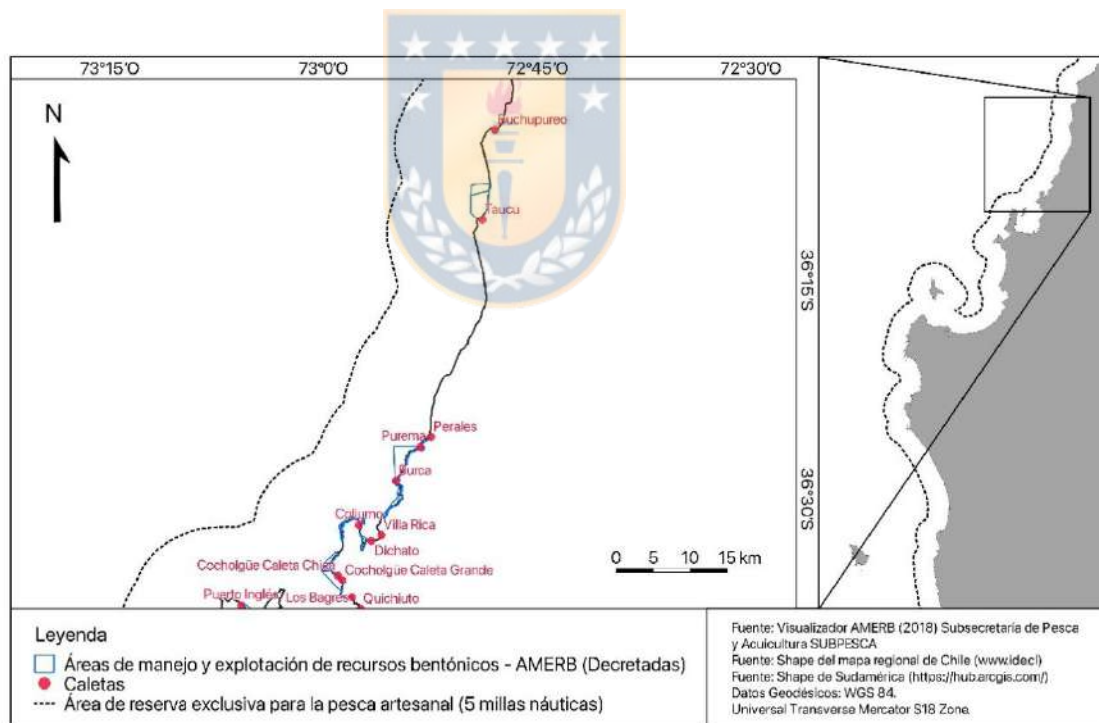 73°15'O
73°0'O
72°45'O
72°30'O
N
Buchupureo
Taucu
36°15'S
Perales
Purema
Burca
36°30'S
Coliumo
Villa Rica
Dichato
Cocholgüe Caleta Chica
Cocholgüe Caleta Grande
Puerto Inglés
Los Bagres
Quichiuto
0 5 10 15 km
Leyenda
Áreas de manejo y explotación de recursos bentónicos - AMERB (Decretadas)
Caletas
Área de reserva exclusiva para la pesca artesanal (5 millas náuticas)
Fuente: Visualizador AMERB (2018) Subsecretaría de Pesca
y Acuicultura SUBPESCA
Fuente: Shape del mapa regional de Chile (www.ide.cl)
Fuente: Shape de Sudamérica (https://hub.arcgis.com/)
Datos Geodésicos: WGS 84.
Universal Transverse Mercator S18 Zone.